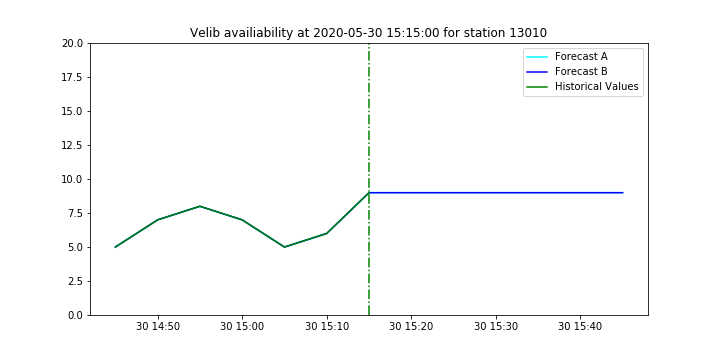 Velib availiability at 2020-05-30 15:15:00 for station 13010
20.0
17.5
15.0
12.5
10.0
7.5
5.0
2.5
0.0
Forecast A
Forecast B
Historical Values
30 14:50 30 15:00 30 15:10 30 15:20 30 15:30 30 15:40